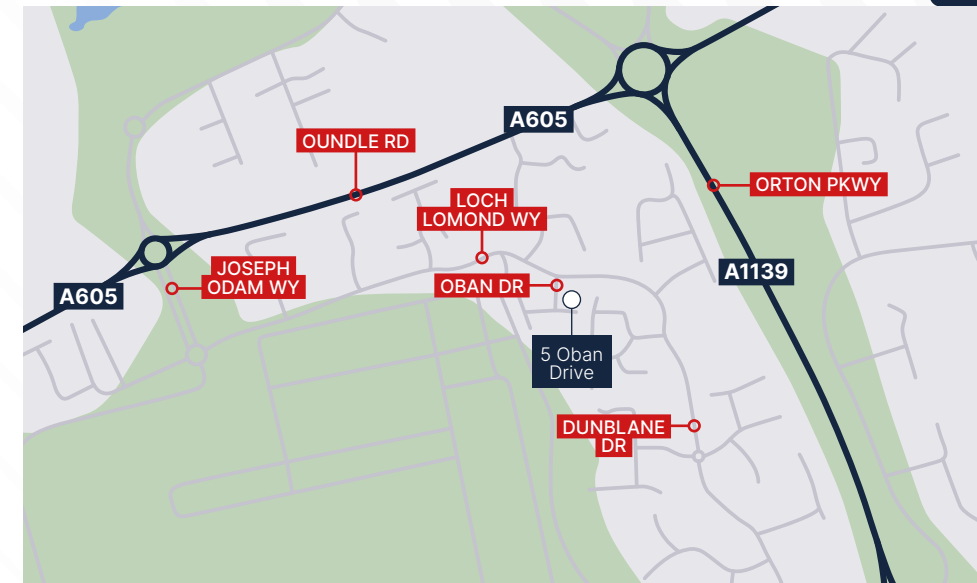 A605
OUNDLE RD
ORTON PKWY
LOCH
LOMOND WY
JOSEPH
ODAM WY
A1139
OBAN DR
A605
5 Oban
Drive
DUNBLANE
DR